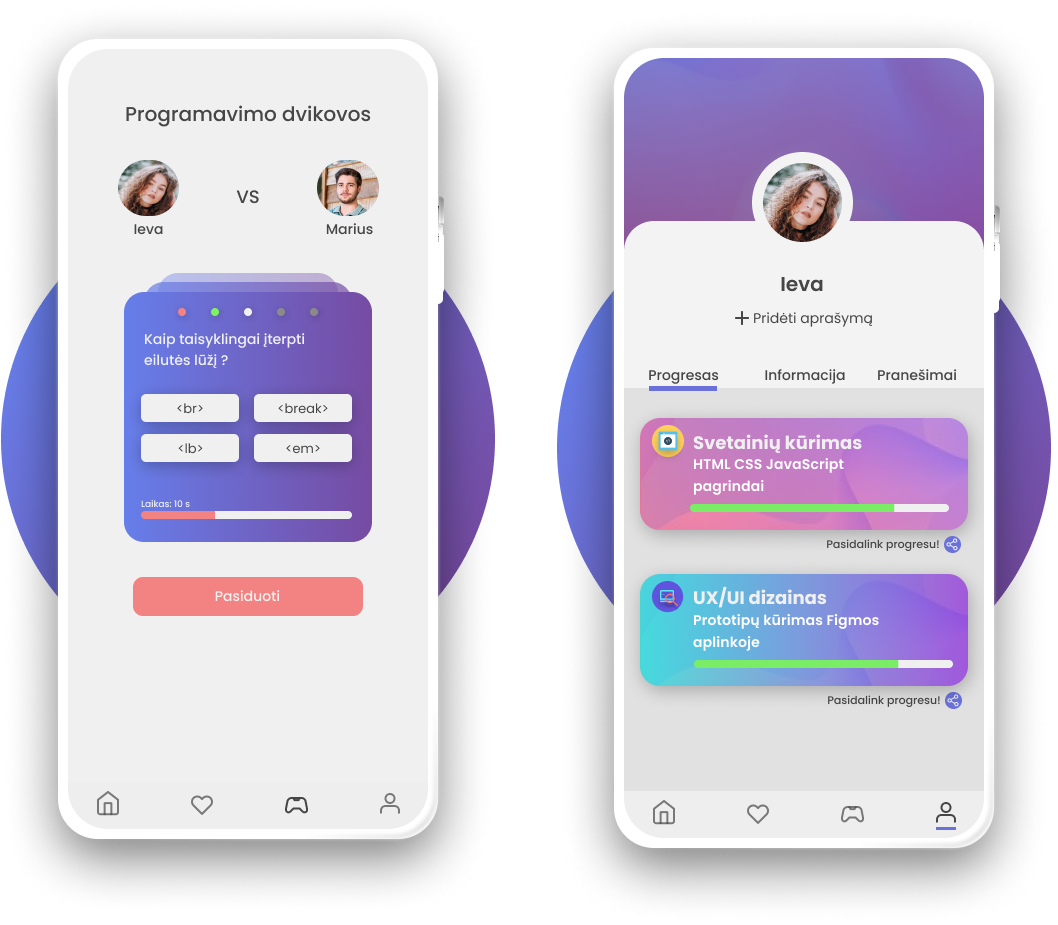 Programavimo dvikovos
VS
Ieva
Marius
Kaip taisyklingai įterpti
eilutės lūžį ?
<br>
<break>
<lb>
<em>
Laikas: 10 s
Pasiduoti
Ieva
Pridėti aprašymą
Progresas
Informacija
Pranešimai
Svetainių kūrimas
HTML CSS JavaScript
pagrindai
Pasidalink progresu!
UX/UI dizainas
Prototipų kūrimas Figmos
aplinkoje
Pasidalink progresu!